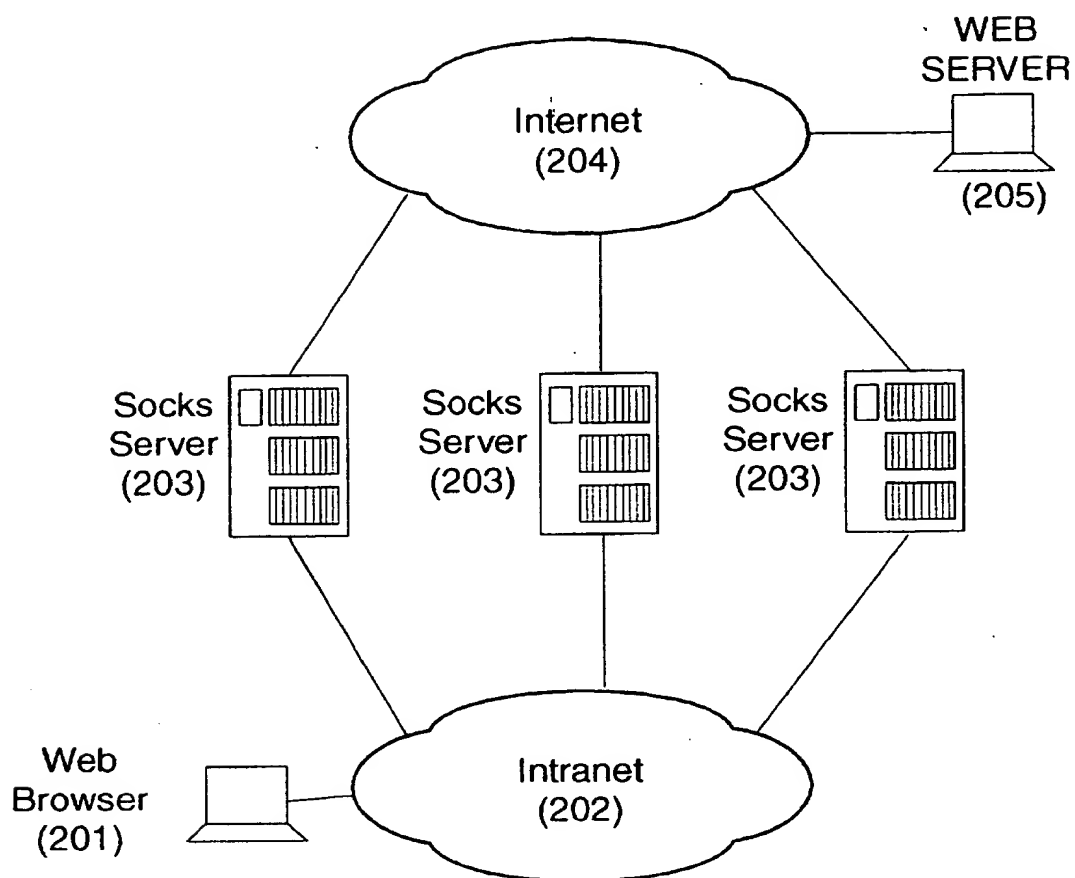 WEB
SERVER
(205)
Internet
(204)
Socks
Server
(203)
Socks
Server
(203)
Socks
Server
(203)
Web
Browser
(201)
Intranet
(202)